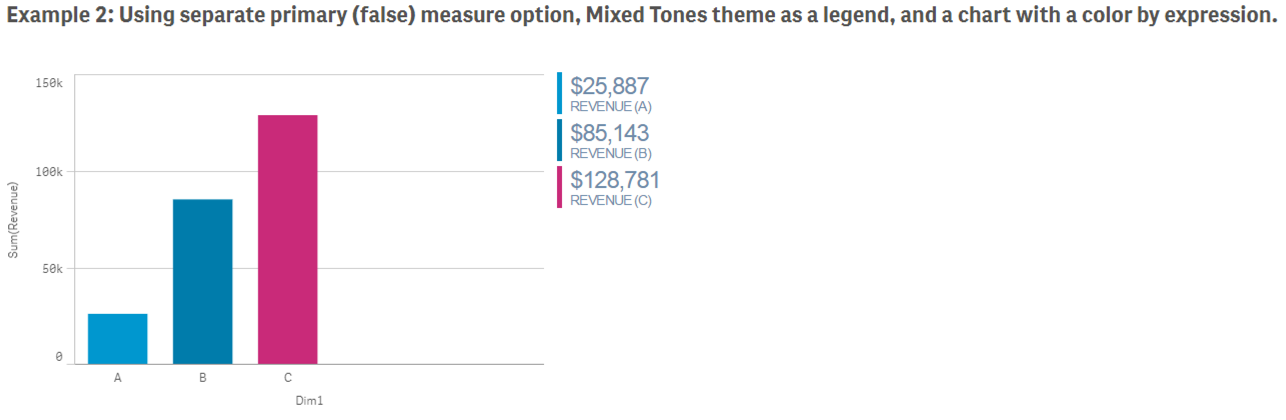 Example 2: Using separate primary (false) measure option, Mixed Tones theme as a legend, and a chart with a color by expression.
150k
100k
50k
0
Sum(Revenue)
A
B
C
Dim1
$25,887
REVENUE (A)
$85,143
REVENUE (B)
$128,781
REVENUE (C)